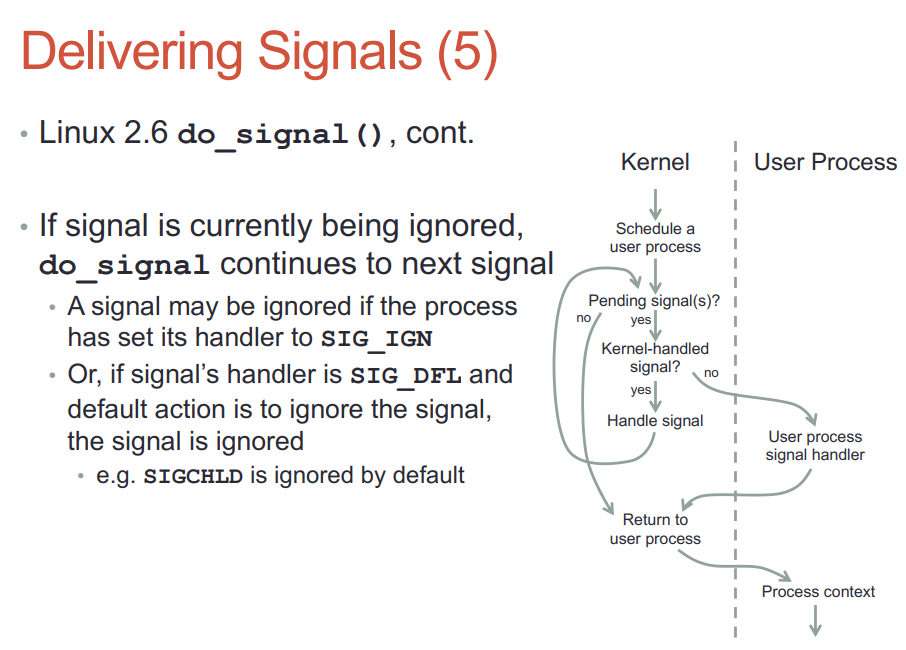 Delivering Signals (5)
• Linux 2.6 do_signal(), cont.
• If signal is currently being ignored,
do_signal continues to next signal
• A signal may be ignored if the process
has set its handler to SIG_IGN
• Or, if signal’s handler is SIG_DFL and
default action is to ignore the signal,
the signal is ignored
• e.g. SIGCHLD is ignored by default
Kernel
User Process
Schedule a
user process
Pending signal(s)?
no
yes
Kernel-handled
signal?
no
yes
Handle signal
User process
signal handler
Return to
user process
Process context